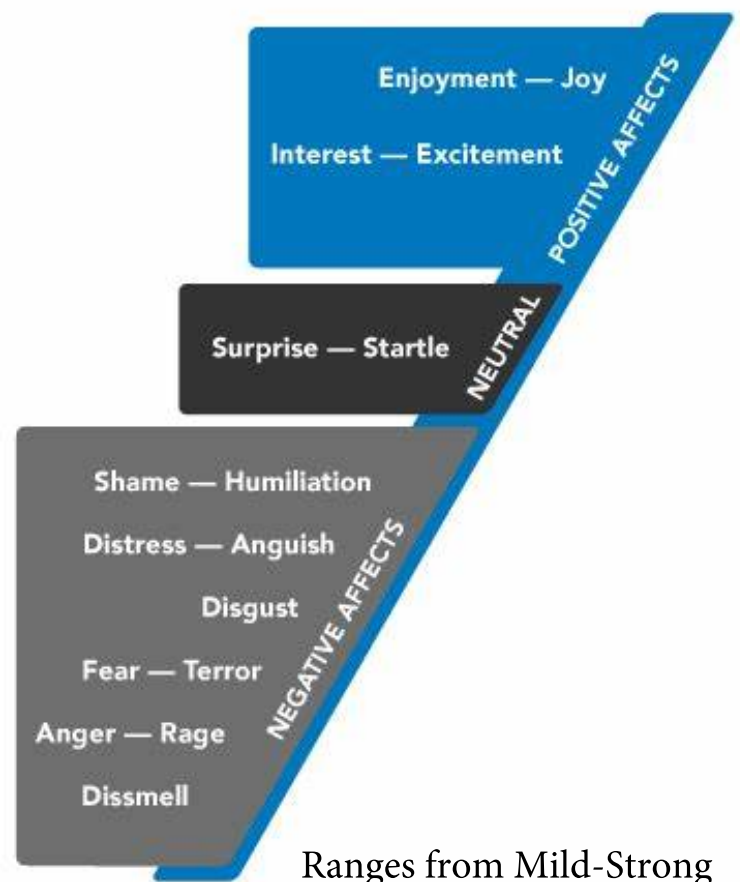 Enjoyment — Joy
Interest — Excitement
POSITIVE AFFECTS
Surprise — Startle
NEUTRAL
Shame — Humiliation
Distress — Anguish
Disgust
Fear — Terror
Anger — Rage
Dissmell
NEGATIVE AFFECTS
Ranges from Mild-Strong